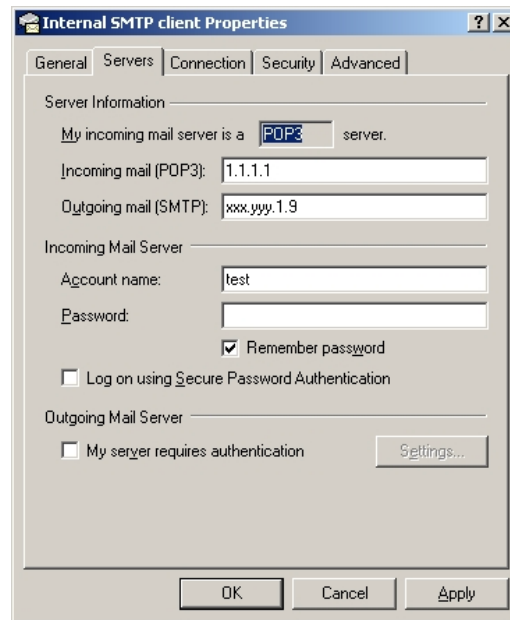 Internal SMTP client Properties
General Servers Connection Security Advanced
Server Information
My incoming mail server is a POP3 server.
Incoming mail (POP3): 1.1.1.1
Outgoing mail (SMTP): xxx.yyy.1.9
Incoming Mail Server
Account name: test
Password:
Remember password
Log on using Secure Password Authentication
Outgoing Mail Server
My server requires authentication Settings...
OK Cancel Apply